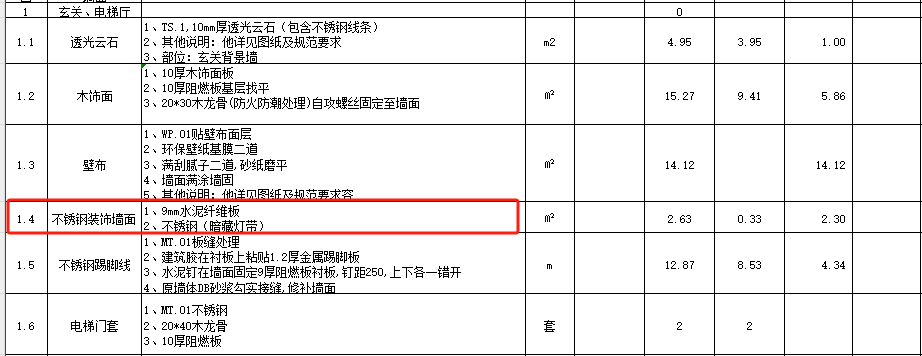 1 玄关、电梯厅 0
1、TS.1,10mm厚透光云石（包含不锈钢线条）
1.1 透光云石 2、其他说明：他详见图纸及规范要求 m2 4.95 3.95 1.00
3、部位：玄关背景墙
1、10厚木饰面板
1.2 木饰面 2、10厚阻燃板基层找平 m² 15.27 9.41 5.86
3、20*30木龙骨(防火防潮处理)自攻螺丝固定至墙面
1、WP.01贴壁布面层
2、环保壁纸基膜二道
1.3 壁布 3、满刮腻子二道,砂纸磨平 m² 14.12 14.12
4、墙面满涂墙固
5、其他说明：他详见图纸及规范要求容
1.4 不锈钢装饰墙面 1、9mm水泥纤维板 m² 2.63 0.33 2.30
2、不锈钢（暗藏灯带）
1、MT.01板缝处理
1.5 不锈钢踢脚线 2、建筑胶在衬板上粘贴1.2厚金属踢脚板 m 12.87 8.53 4.34
3、水泥钉在墙面固定9厚阻燃板衬板,钉距250,上下各一错开
4、原墙体DB砂浆勾实接缝,修补墙面
1、MT.01不锈钢
1.6 电梯门套 2、20*40木龙骨 套 2 2
3、10厚阻燃板